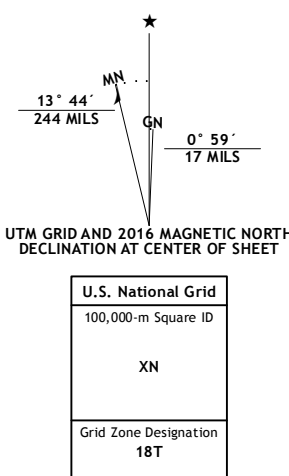 MN
GN
13° 44´
244 MILS
0° 59´
17 MILS
UTM GRID AND 2016 MAGNETIC NORTH
DECLINATION AT CENTER OF SHEET
U.S. National Grid
100,000-m Square ID
XN
Grid Zone Designation
18T